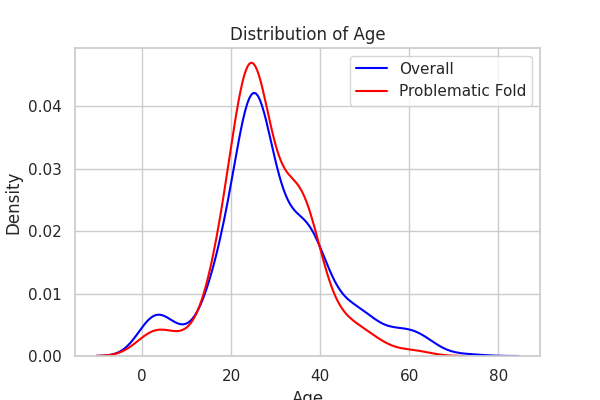 Distribution of Age
Overall
Problematic Fold
Density
0.04
0.03
0.02
0.01
0.00
0 20 40 60 80
Age